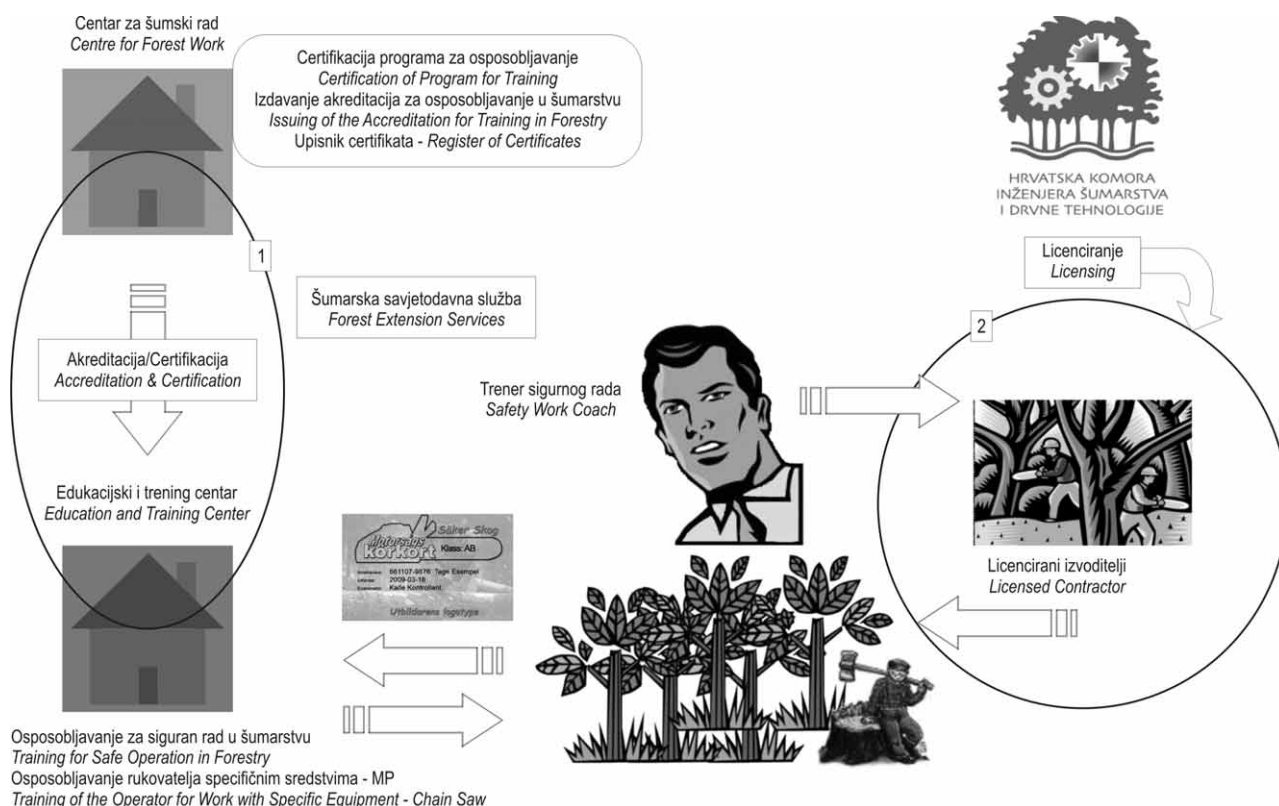 Centar za šumski rad
Centre for Forest Work
Certifikacija programa za osposobljavanje
Certification of Program for Training
Izdavanje akreditacija za osposobljavanje u šumarstvu
Issuing of the Accreditation for Training in Forestry
Upisnik certifikata - Register of Certificates
HRVATSKA KOMORA
INŽENJERA ŠUMARSTVA
I DRVNE TEHNOLOGIJE
1
Licenciranje
Licensing
Šumarska savjetodavna služba
Forest Extension Services
2
Akreditacija/Certifikacija
Accreditation & Certification
Trener sigurnog rada
Safety Work Coach
Edukacijski i trening centar
Education and Training Center
Säker Skog
Motorsågs
körkort Klass: AB
661107-9876 Tage Exempel
2009-03-18
Kalle Kontrollant
Utbildarens logotype
Licencirani izvoditelji
Licensed Contractor
Osposobljavanje za siguran rad u šumarstvu
Training for Safe Operation in Forestry
Osposobljavanje rukovatelja specifičnim sredstvima - MP
Training of the Operator for Work with Specific Equipment - Chain Saw